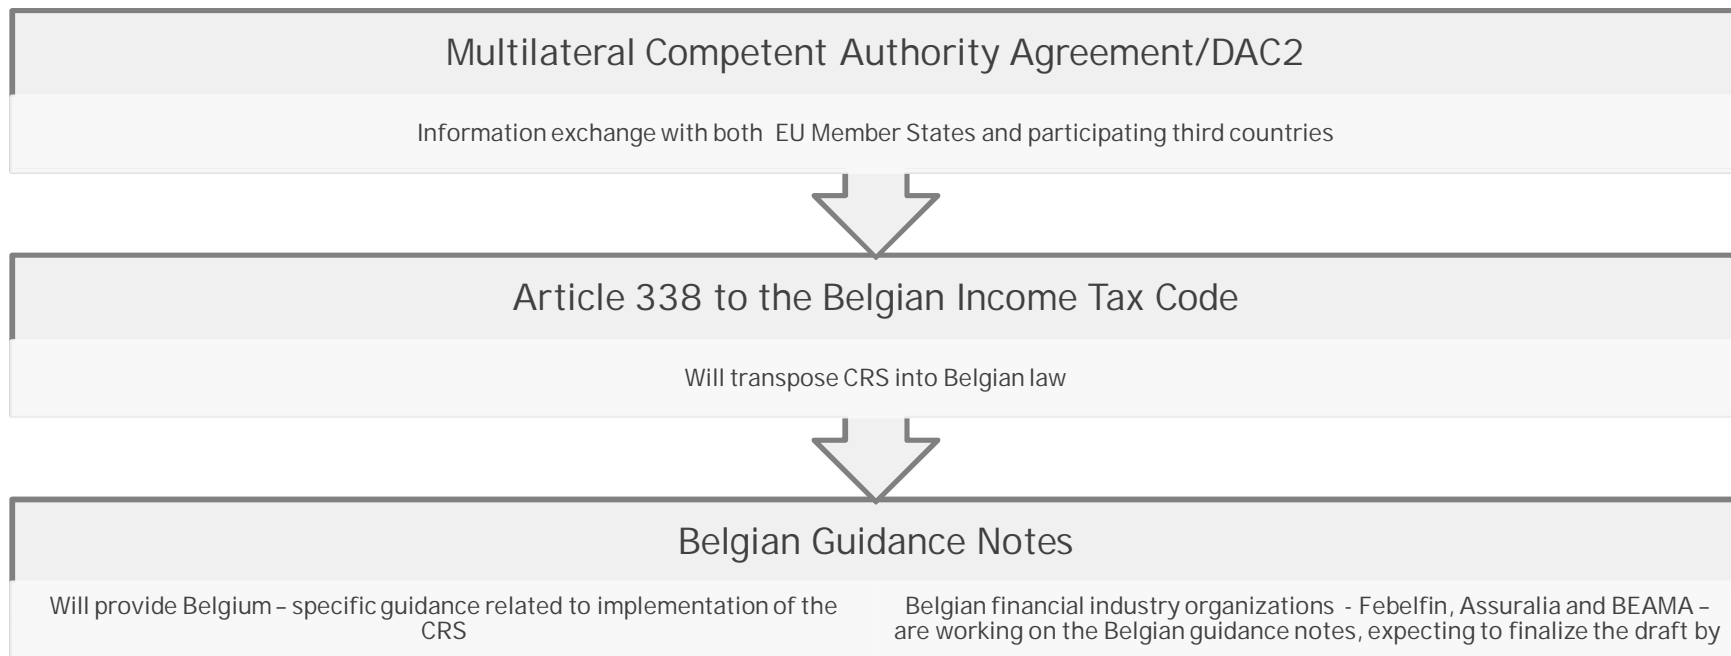 Multilateral Competent Authority Agreement/DAC2
Information exchange with both EU Member States and participating third countries
Article 338 to the Belgian Income Tax Code
Will transpose CRS into Belgian law
Belgian Guidance Notes
Will provide Belgium – specific guidance related to implementation of the
CRS
Belgian financial industry organizations - Febelfin, Assuralia and BEAMA –
are working on the Belgian guidance notes, expecting to finalize the draft by